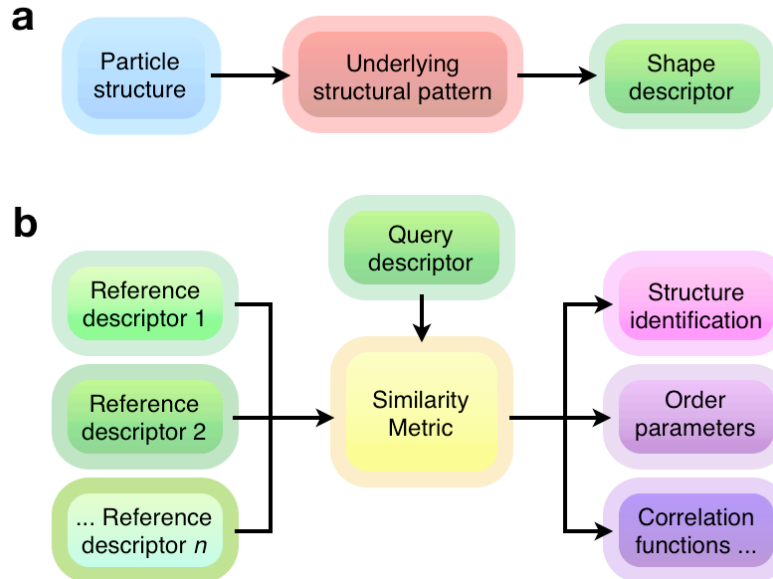 a
Particle
structure
Underlying
structural pattern
Shape
descriptor
b
Query
descriptor
Reference
descriptor 1
Reference
descriptor 2
... Reference
descriptor n
Similarity
Metric
Structure
identification
Order
parameters
Correlation
functions ...